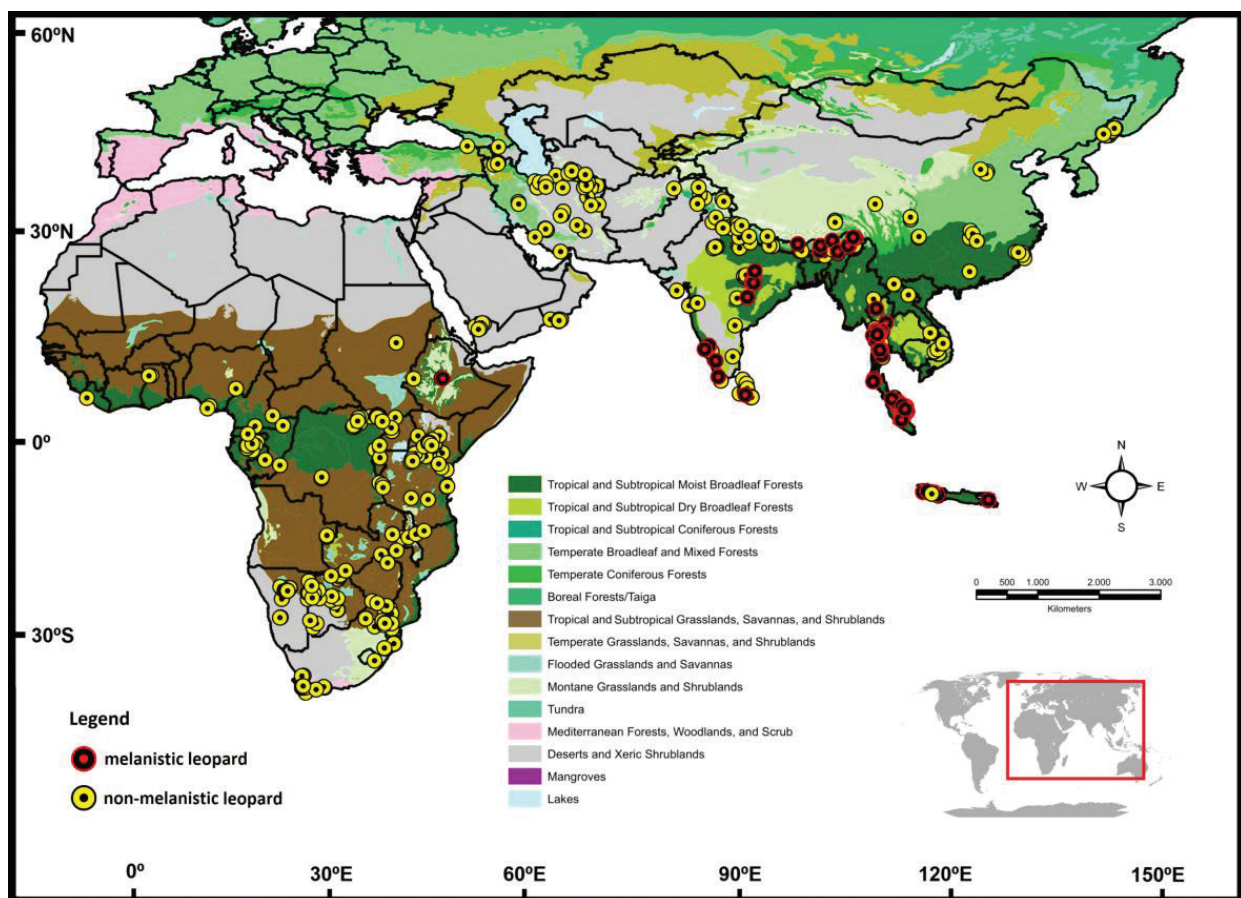 60ºN
30ºN
0º
30ºS
Tropical and Subtropical Moist Broadleaf Forests
Tropical and Subtropical Dry Broadleaf Forests
Tropical and Subtropical Coniferous Forests
Temperate Broadleaf and Mixed Forests
Temperate Coniferous Forests
Boreal Forests/Taiga
Tropical and Subtropical Grasslands, Savannas, and Shrublands
Temperate Grasslands, Savannas, and Shrublands
Flooded Grasslands and Savannas
Montane Grasslands and Shrublands
Tundra
Mediterranean Forests, Woodlands, and Scrub
Deserts and Xeric Shrublands
Mangroves
Lakes
Legend
melanistic leopard
non-melanistic leopard
N
W E
S
0 500 1.000 2.000 3.000
Kilometers
0º 30ºE 60ºE 90ºE 120ºE 150ºE